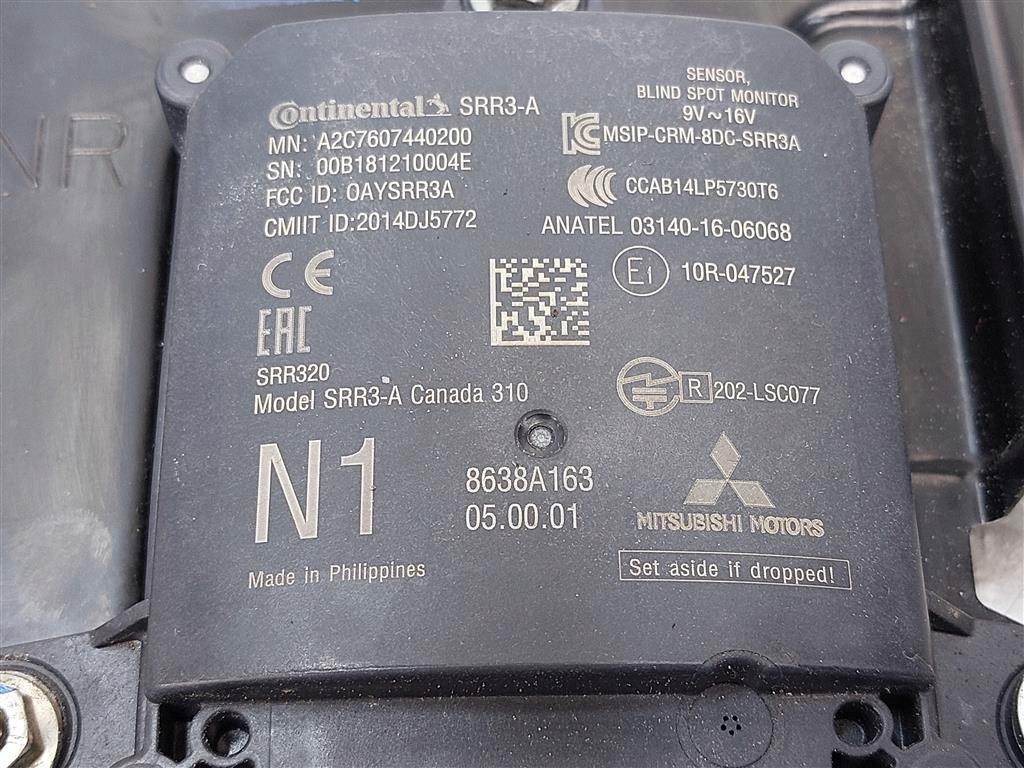 NR
Continental SRR3-A
MN: A2C7607440200
SN: 00B181210004E
FCC ID: OAYSRR3A
CMIIT ID:2014DJ5772
CE
EAC
SRR320
Model SRR3-A Canada 310
N1
Made in Philippines
SENSOR,
BLIND SPOT MONITOR
9V~16V
MSIP-CRM-8DC-SRR3A
CCC CCAB14LP5730T6
ANATEL 03140-16-06068
E1 10R-047527
R 202-LSC077
8638A163
05.00.01
MITSUBISHI MOTORS
Set aside if dropped!